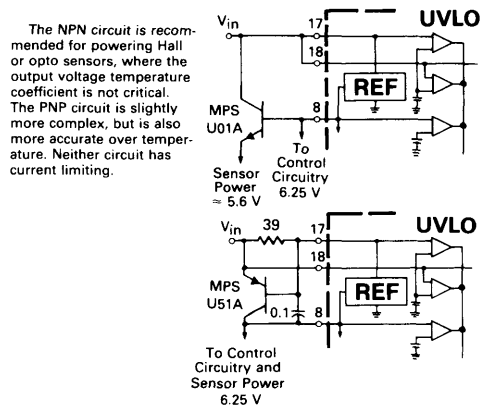 The NPN circuit is recom-
mended for powering Hall
or opto sensors, where the
output voltage temperature
coefficient is not critical.
The PNP circuit is slightly
more complex, but is also
more accurate over temper-
ature. Neither circuit has
current limiting.
Vin
17
UVLO
18
REF
MPS
U01A
8
To
Control
Circuitry
6.25 V
Sensor
Power
≈ 5.6 V
Vin
39
17
UVLO
18
MPS
U51A
REF
0.1
8
To Control
Circuitry and
Sensor Power
6.25 V